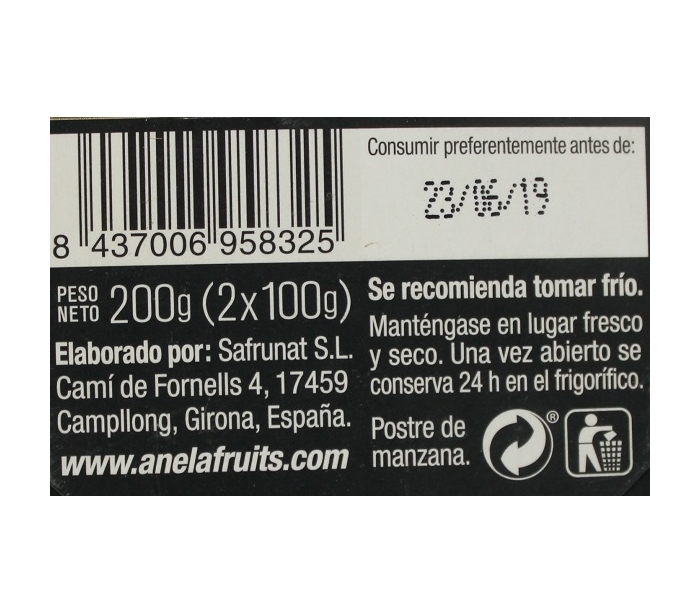 8 437006 958325
Consumir preferentemente antes de:
23/06/19
PESO
NETO 200g (2x100g)
Elaborado por: Safrunat S.L.
Camí de Fornells 4, 17459
Campllong, Girona, España.
www.anelafruits.com
Se recomienda tomar frío.
Manténgase en lugar fresco
y seco. Una vez abierto se
conserva 24 h en el frigorífico.
Postre de
manzana.
®